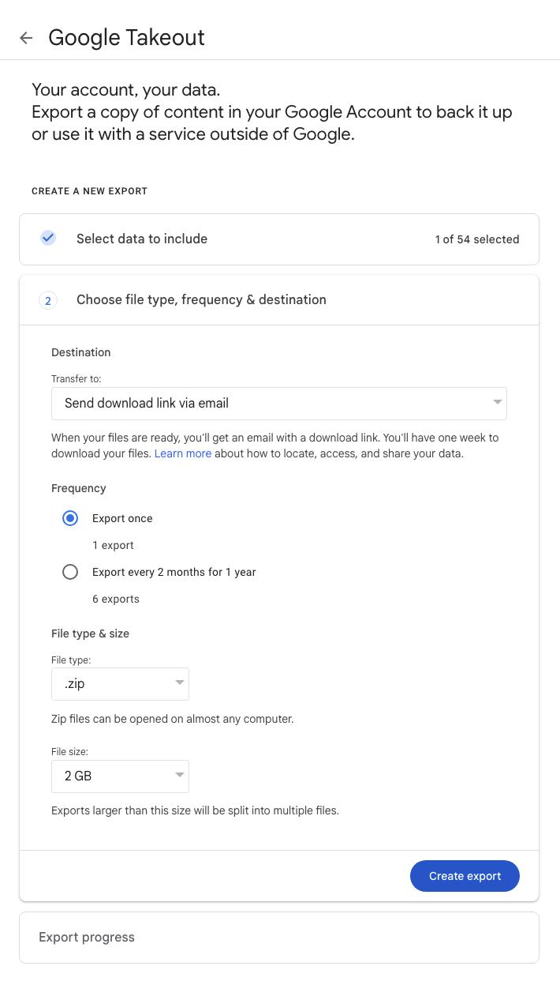 Google Takeout
Your account, your data.
Export a copy of content in your Google Account to back it up
or use it with a service outside of Google.
CREATE A NEW EXPORT
Select data to include
1 of 54 selected
2
Choose file type, frequency & destination
Destination
Transfer to:
Send download link via email
When your files are ready, you'll get an email with a download link. You'll have one week to
download your files. Learn more about how to locate, access, and share your data.
Frequency
Export once
1 export
Export every 2 months for 1 year
6 exports
File type & size
File type:
.zip
Zip files can be opened on almost any computer.
File size:
2 GB
Exports larger than this size will be split into multiple files.
Create export
Export progress